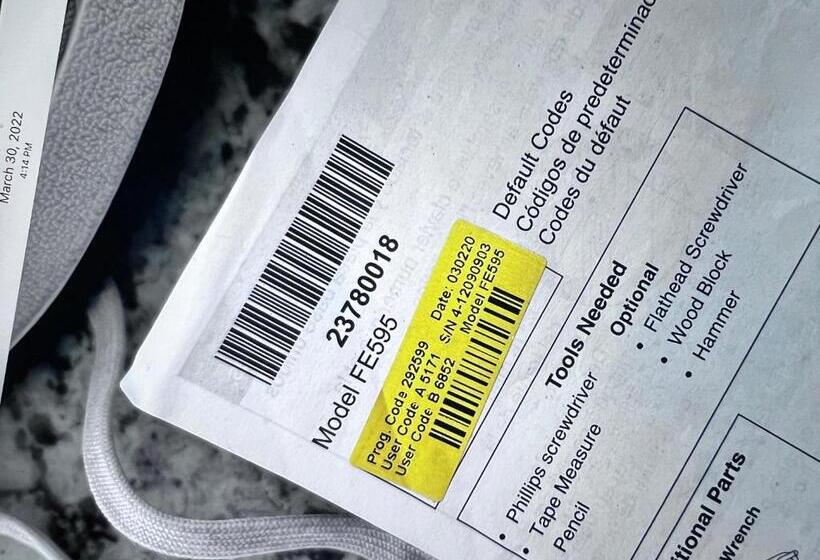 March 30, 2022
4:14 PM
23780018
Model FE595
Prog. Code 292599 Date: 030220
User Code A 5171 S/N 4-12090903
User Code B 6852 Model FE595
Default Codes
Códigos de
Codes du défaut
Tools Needed
Phillips screwdriver
Tape Measure
Pencil
Optional
Flathead Screwdriver
Wood Block
Hammer
Parts
Wrench